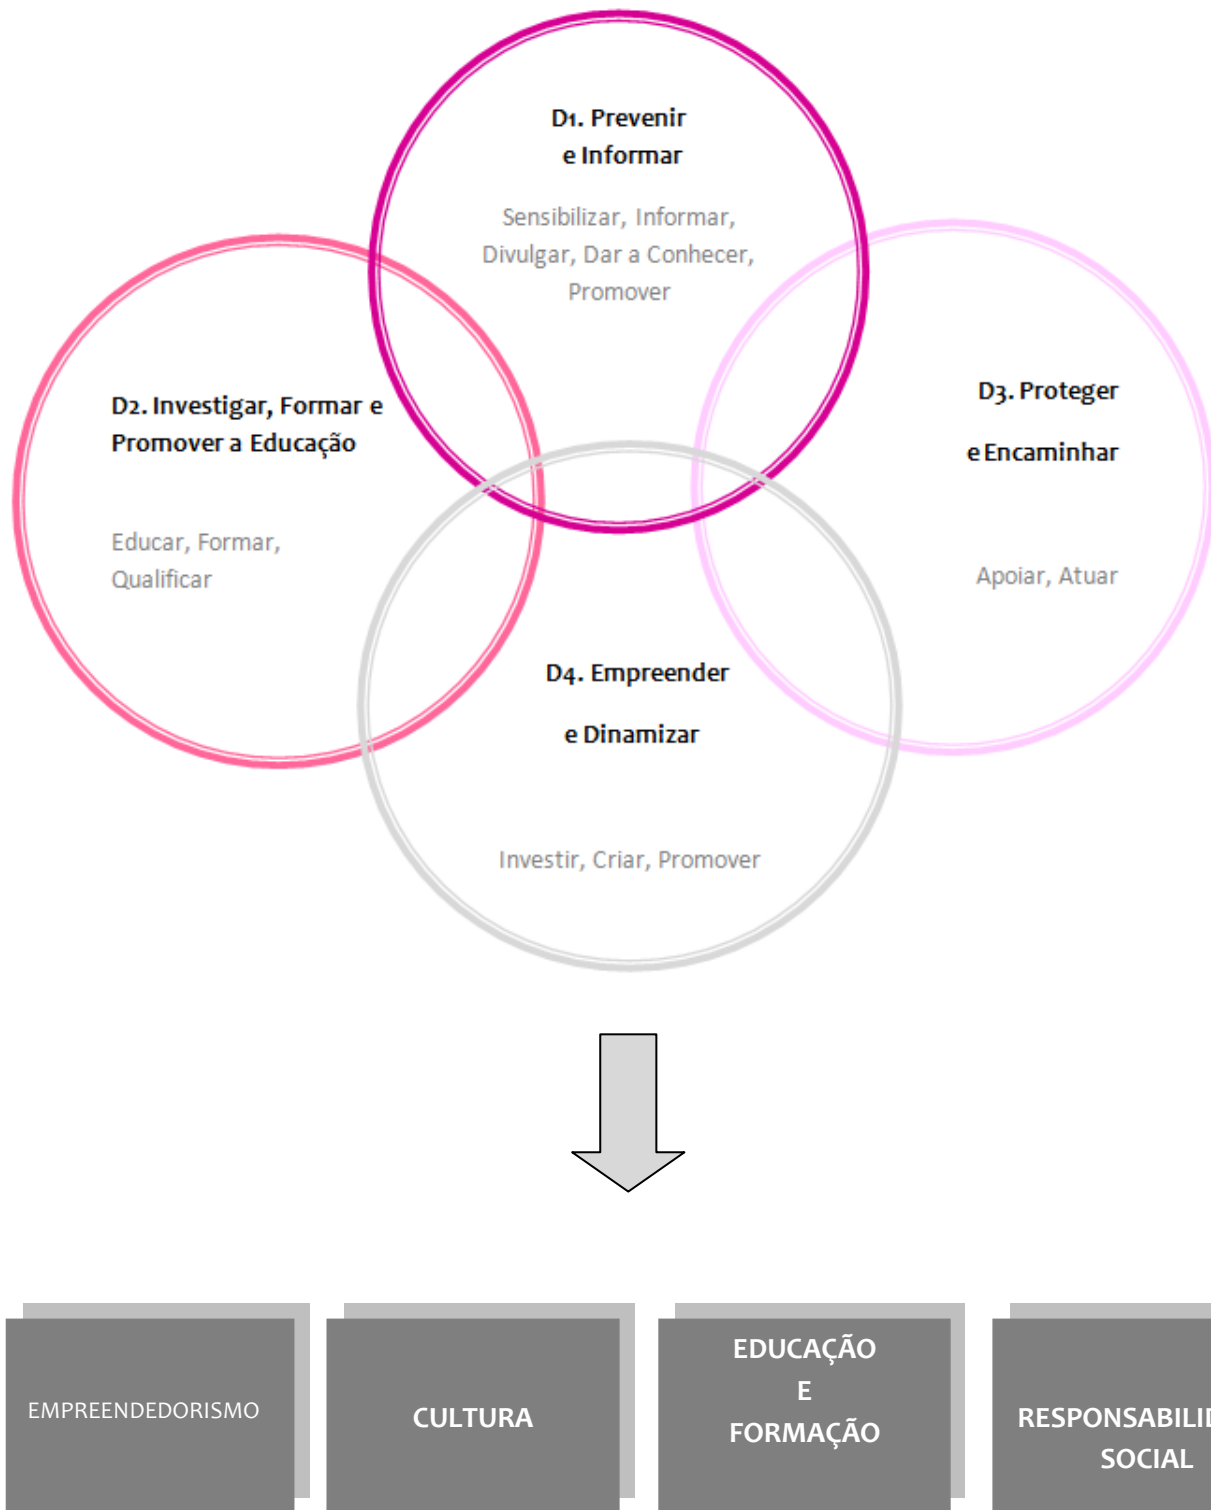 D1. Prevenir
e Informar
Sensibilizar, Informar,
Divulgar, Dar a Conhecer,
Promover
D2. Investigar, Formar e
Promover a Educação
Educar, Formar,
Qualificar
D3. Proteger
e Encaminhar
Apoiar, Atuar
D4. Empreender
e Dinamizar
Investir, Criar, Promover
EMPREENDEDORISMO
CULTURA
EDUCAÇÃO
E
FORMAÇÃO
SOCIAL